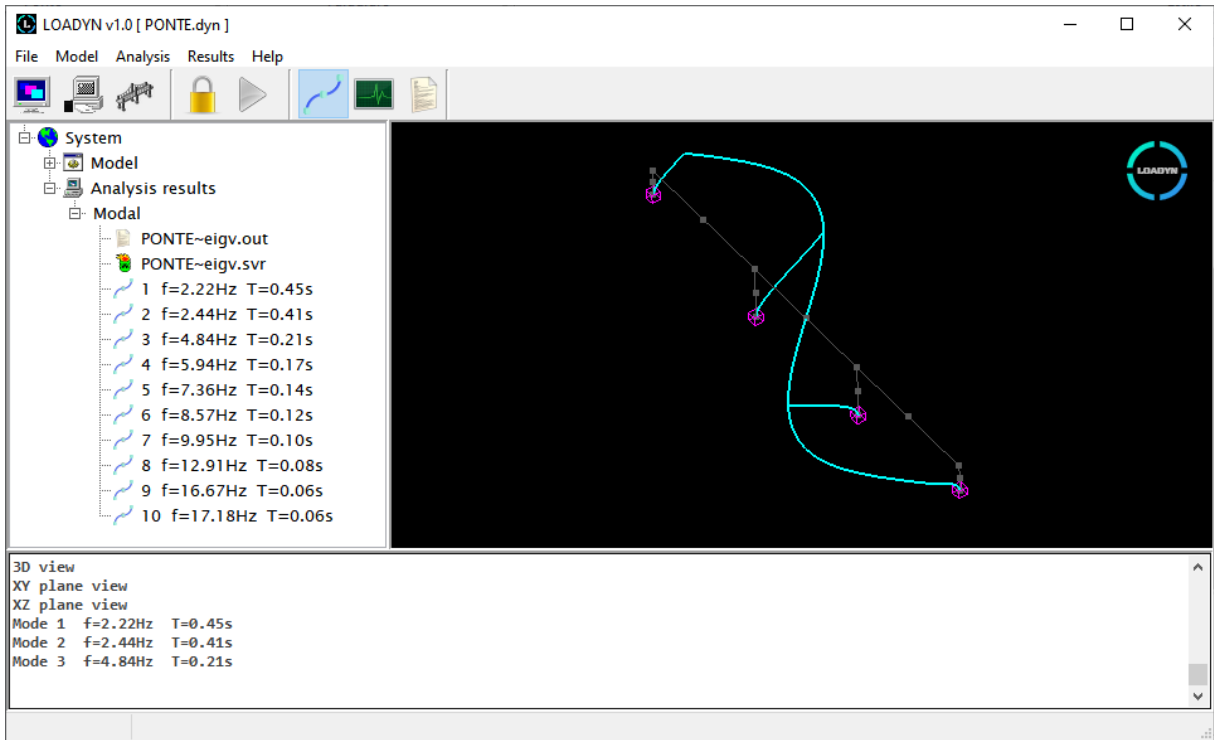 LOADYN v1.0 [ PONTE.dyn ]
File Model Analysis Results Help
System
Model
Analysis results
Modal
PONTE~eigv.out
PONTE~eigv.svr
1 f=2.22Hz T=0.45s
2 f=2.44Hz T=0.41s
3 f=4.84Hz T=0.21s
4 f=5.94Hz T=0.17s
5 f=7.36Hz T=0.14s
6 f=8.57Hz T=0.12s
7 f=9.95Hz T=0.10s
8 f=12.91Hz T=0.08s
9 f=16.67Hz T=0.06s
10 f=17.18Hz T=0.06s
LOADYN
3D view
XY plane view
XZ plane view
Mode 1 f=2.22Hz T=0.45s
Mode 2 f=2.44Hz T=0.41s
Mode 3 f=4.84Hz T=0.21s